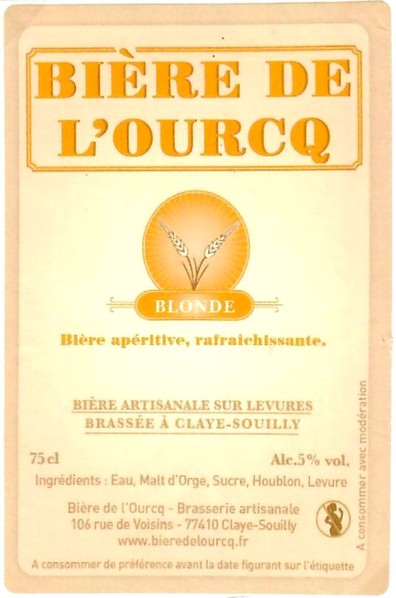 BIÈRE DE
L'OURCQ
BLONDE
Bière apéritive, rafraichissante.
BIÈRE ARTISANALE SUR LEVURES
BRASSÉE À CLAYE-SOUILLY
75 cl
Alc.5% vol.
Ingrédients : Eau, Malt d'Orge, Sucre, Houblon, Levure
Bière de l'Ourcq - Brasserie artisanale
106 rue de Voisins - 77410 Claye-Souilly
www.bieredelourcq.fr
A consommer de préférence avant la date figurant sur l'étiquette
A consommer avec modération